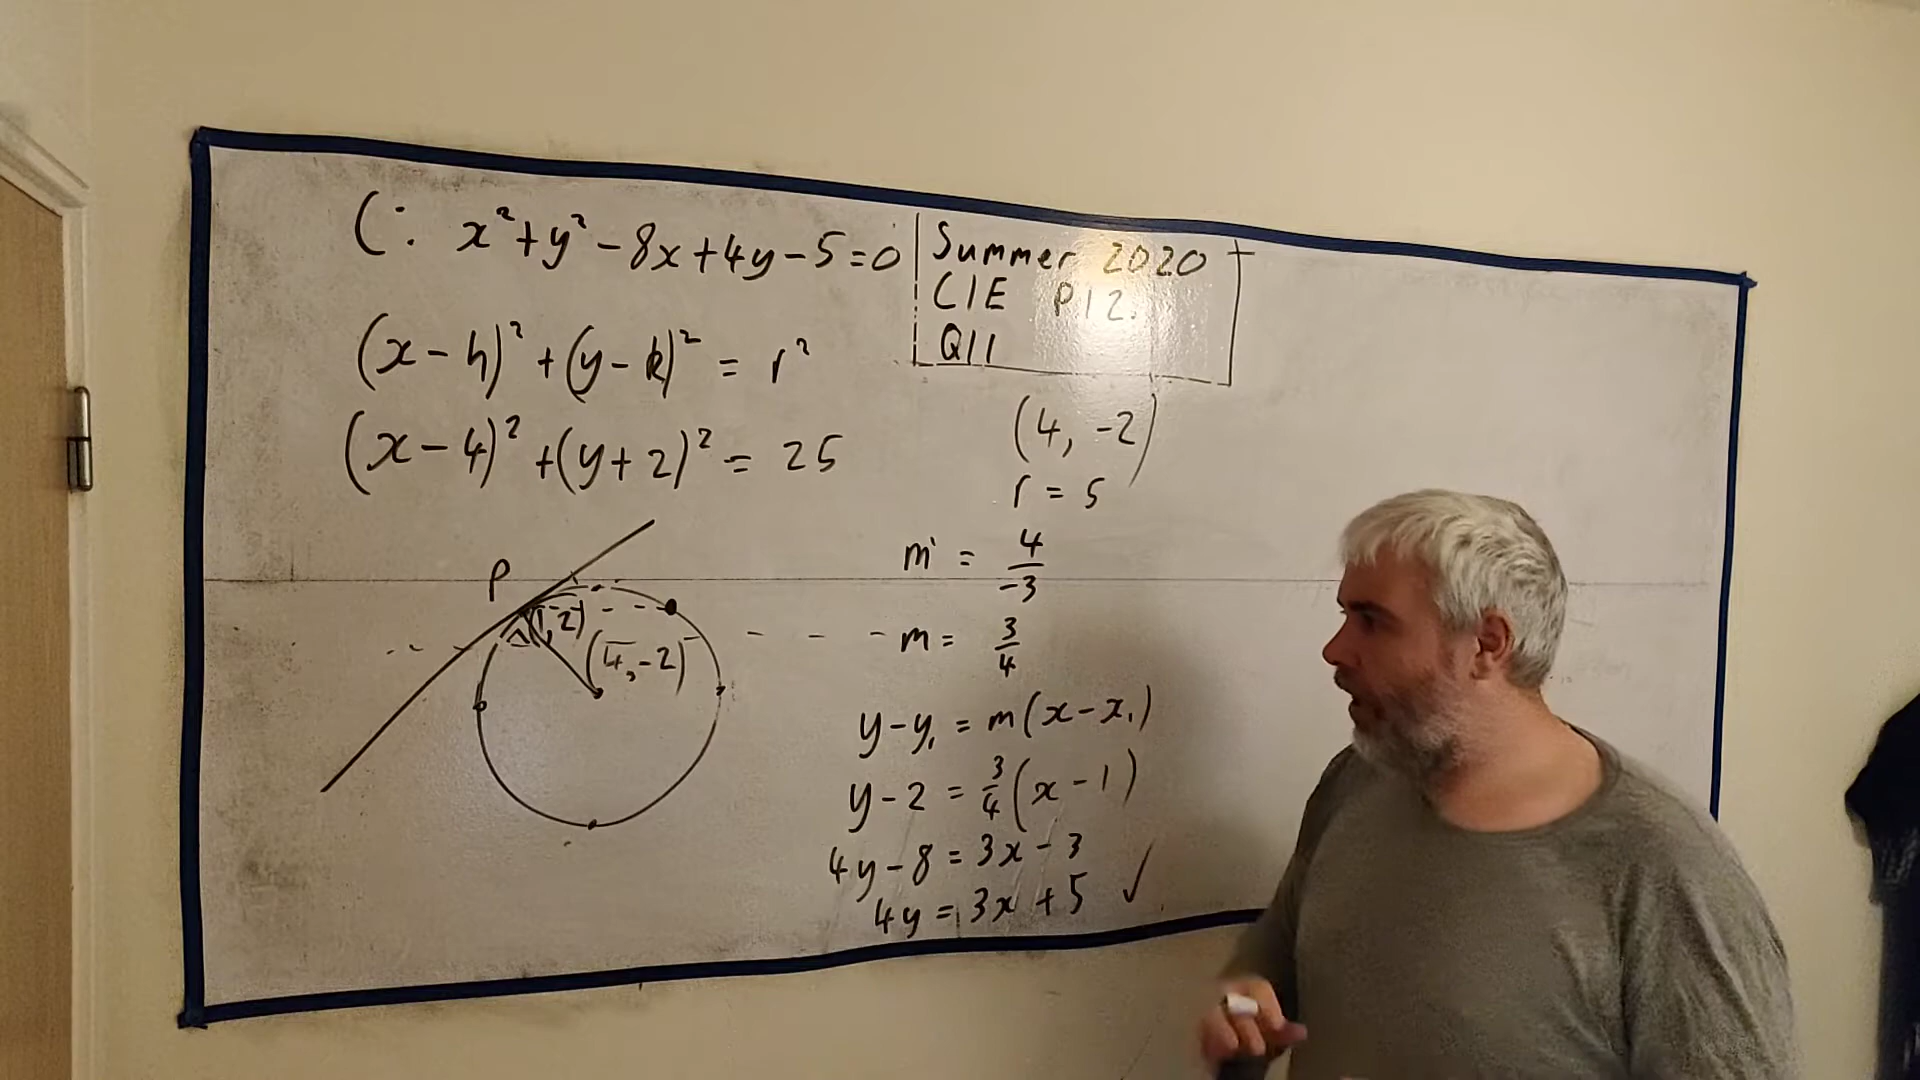 C: x² + y² - 8x + 4y - 5 = 0
Summer 2020
CIE P12.
Q11
(x - h)² + (y - k)² = r²
(x - 4)² + (y + 2)² = 25
(4, -2)
r = 5
m' = 4/-3
m = 3/4
P
(1, 2)
(4, -2)
y - y₁ = m(x - x₁)
y - 2 = 3/4 (x - 1)
4y - 8 = 3x - 3
4y = 3x + 5 ✓